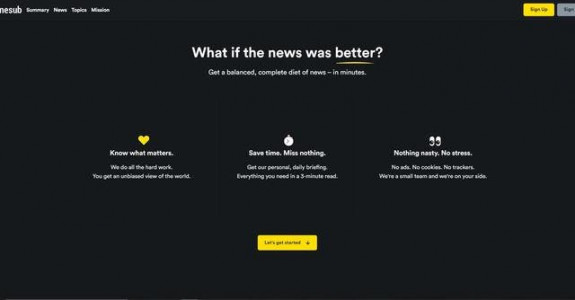 nesub Summary News Topics Mission Sign Up Sign
What if the news was better?
Get a balanced, complete diet of news – in minutes.
Know what matters.
We do all the hard work.
You get an unbiased view of the world.
Save time. Miss nothing.
Get our personal, daily briefing.
Everything you need in a 3-minute read.
Nothing nasty. No stress.
No ads. No cookies. No trackers.
We're a small team and we're on your side.
Let's get started